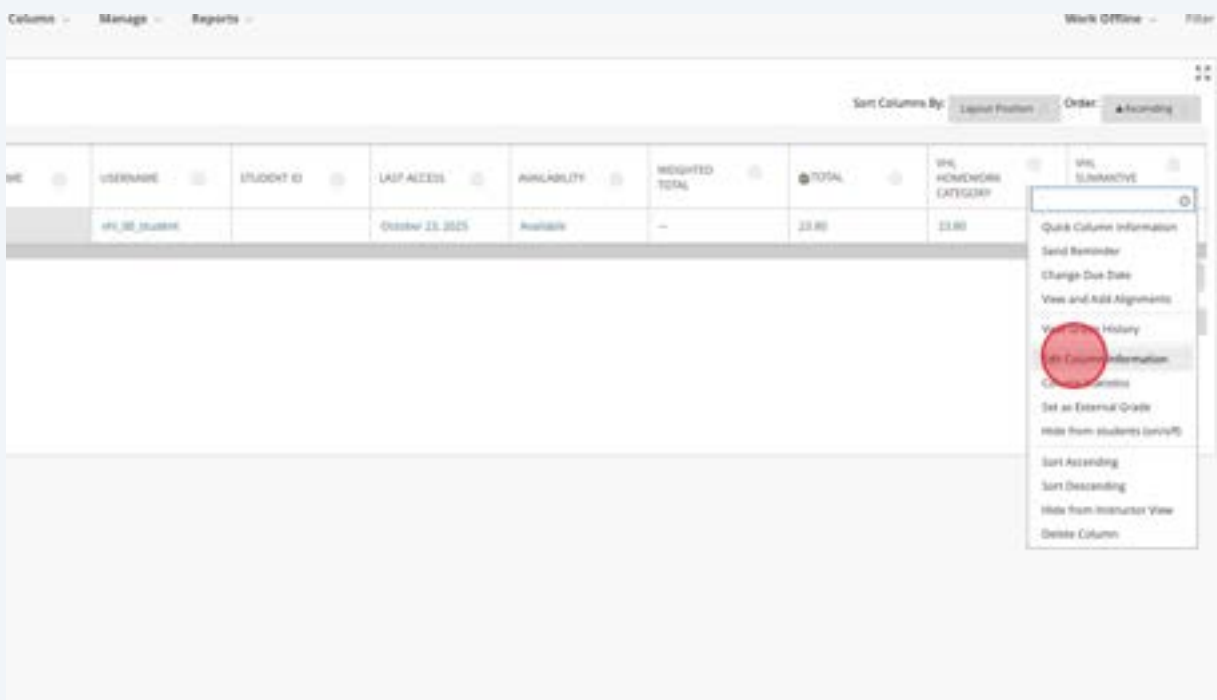 Column Manage Reports Work Offline Filter
Sort Columns By: Layout Position Order: ▲Ascending
USERNAME STUDENT ID LAST ACCESS AVAILABILITY WEIGHTED TOTAL TOTAL VHL HOMEWORK CATEGORY VHL SUMMATIVE
October 23, 2025 Available -- 23.80 23.80
Quick Column Information
Send Reminder
Change Due Date
View and Add Alignments
View History
Edit Column Information
Column
Set as External Grade
Hide from students (on/off)
Sort Ascending
Sort Descending
Hide from Instructor View
Delete Column